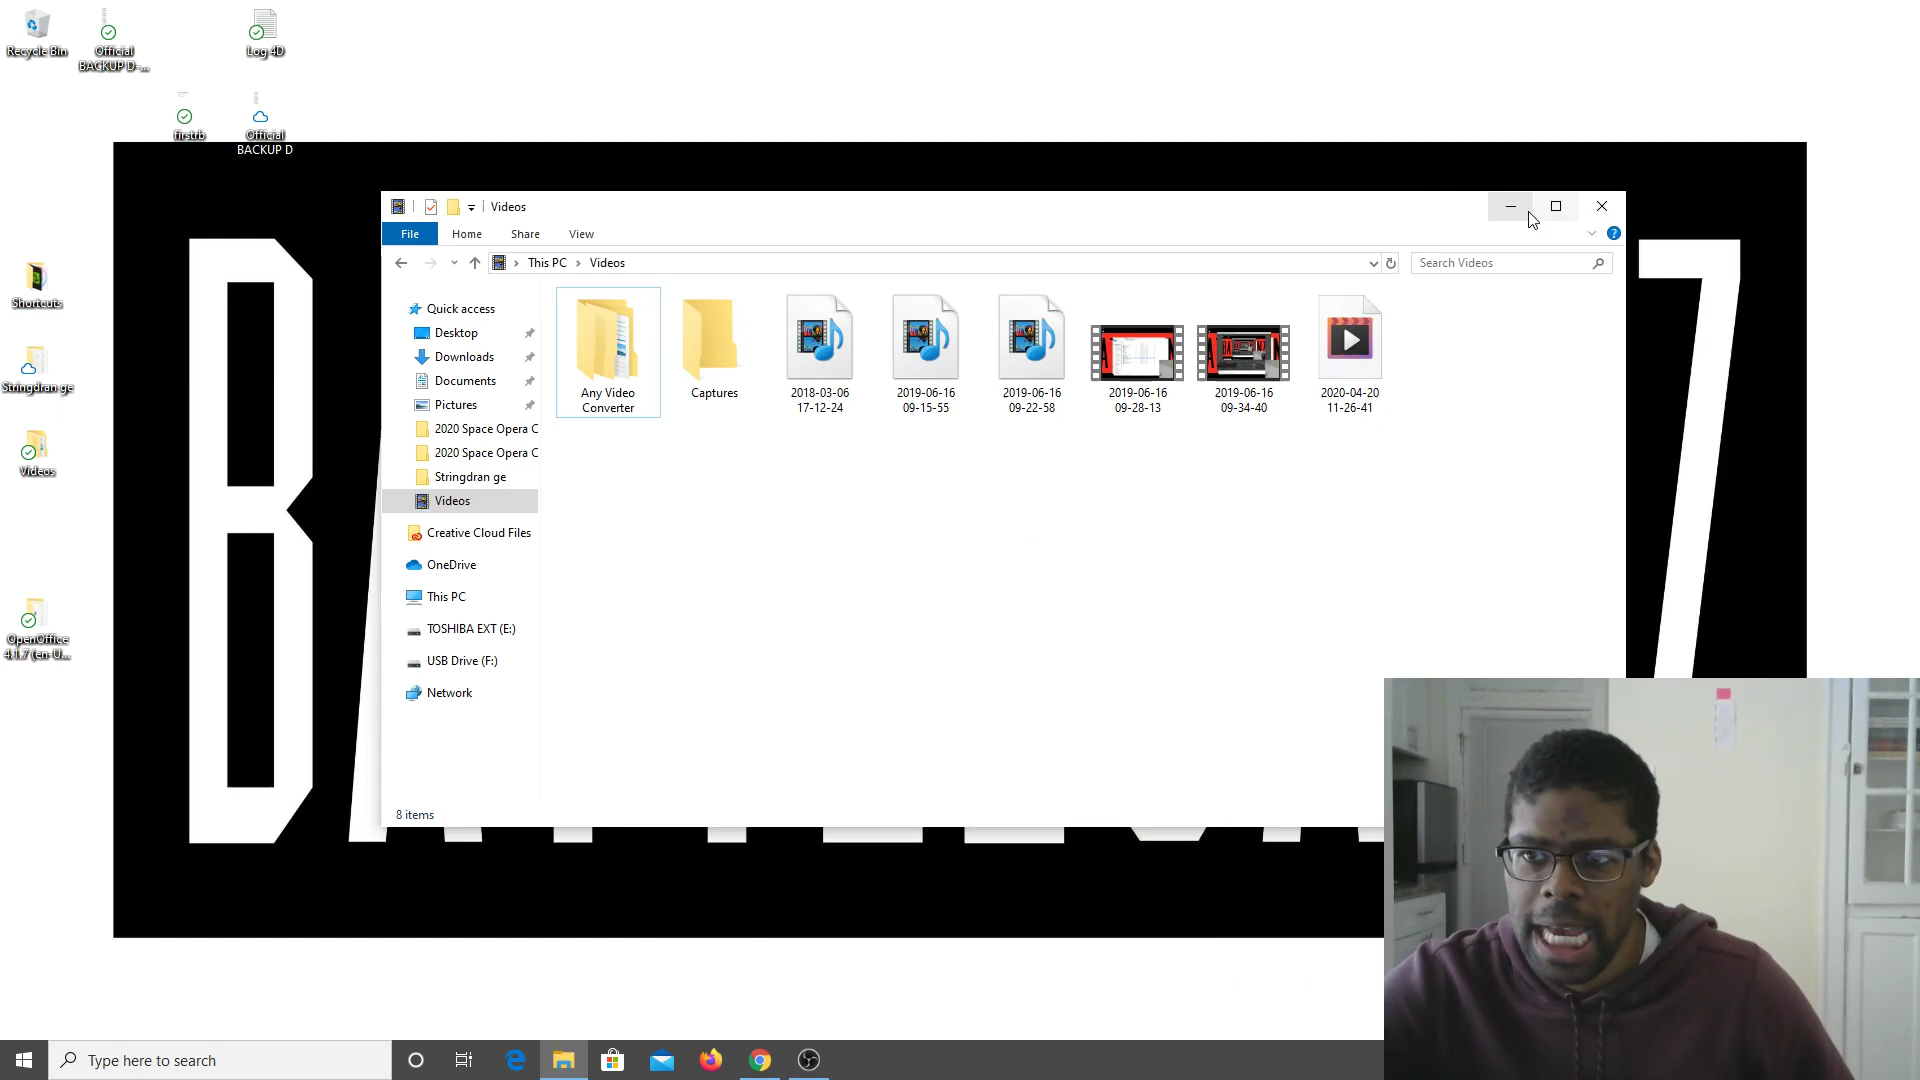 Recycle Bin
Official
BACKUP D-...
Log 4D
firstrb
Official
BACKUP D
Shortcuts
Stringdran ge
Videos
OpenOffice
4.1.7 (en-U...
Videos
File
Home
Share
View
This PC
Videos
Search Videos
Quick access
Desktop
Downloads
Documents
Pictures
2020 Space Opera C
2020 Space Opera C
Stringdran ge
Videos
Creative Cloud Files
OneDrive
This PC
TOSHIBA EXT (E:)
USB Drive (F:)
Network
Any Video
Converter
Captures
2018-03-06
17-12-24
2019-06-16
09-15-55
2019-06-16
09-22-58
2019-06-16
09-28-13
2019-06-16
09-34-40
2020-04-20
11-26-41
8 items
Type here to search